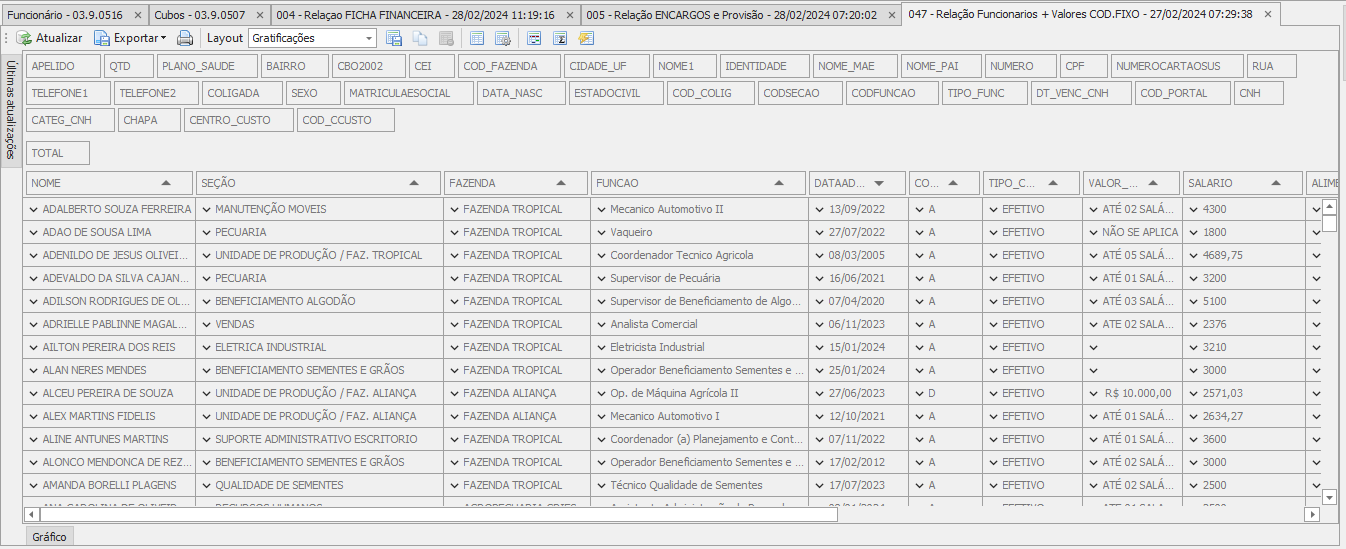 Funcionário - 03.9.0516 Cubos - 03.9.0507 004 - Relaçao FICHA FINANCEIRA - 28/02/2024 11:19:16 005 - Relação ENCARGOS e Provisão - 28/02/2024 07:20:02 047 - Relação Funcionarios + Valores COD.FIXO - 27/02/2024 07:29:38
Atualizar Exportar Layout Gratificações
Últimas atualizações
APELIDO QTD PLANO_SAUDE BAIRRO CBO2002 CEI COD_FAZENDA CIDADE_UF NOME1 IDENTIDADE NOME_MAE NOME_PAI NUMERO CPF NUMEROCARTAOSUS RUA
TELEFONE1 TELEFONE2 COLIGADA SEXO MATRICULAESOCIAL DATA_NASC ESTADOCIVIL COD_COLIG CODSECAO CODFUNCAO TIPO_FUNC DT_VENC_CNH COD_PORTAL CNH
CATEG_CNH CHAPA CENTRO_CUSTO COD_CCUSTO
TOTAL
NOME SEÇÃO FAZENDA FUNCAO DATAAD... CO... TIPO_C... VALOR_... SALARIO ALIME
ADALBERTO SOUZA FERREIRA MANUTENÇÃO MOVEIS FAZENDA TROPICAL Mecanico Automotivo II 13/09/2022 A EFETIVO ATÉ 02 SALÁ... 4300
ADAO DE SOUSA LIMA PECUARIA FAZENDA TROPICAL Vaqueiro 27/07/2022 A EFETIVO NÃO SE APLICA 1800
ADENILDO DE JESUS OLIVEI... UNIDADE DE PRODUÇÃO / FAZ. TROPICAL FAZENDA TROPICAL Coordenador Tecnico Agricola 08/03/2005 A EFETIVO ATÉ 05 SALÁ... 4689,75
ADEVALDO DA SILVA CAJAN... PECUARIA FAZENDA TROPICAL Supervisor de Pecuária 16/06/2021 A EFETIVO ATÉ 01 SALÁ... 3200
ADILSON RODRIGUES DE OL... BENEFICIAMENTO ALGODÃO FAZENDA TROPICAL Supervisor de Beneficiamento de Algo... 07/04/2020 A EFETIVO ATÉ 03 SALÁ... 5100
ADRIELLE PABLINNE MAGAL... VENDAS FAZENDA TROPICAL Analista Comercial 06/11/2023 A EFETIVO ATE 02 SALA... 2376
AILTON PEREIRA DOS REIS ELETRICA INDUSTRIAL FAZENDA TROPICAL Eletricista Industrial 15/01/2024 A EFETIVO 3210
ALAN NERES MENDES BENEFICIAMENTO SEMENTES E GRÃOS FAZENDA TROPICAL Operador Beneficiamento Sementes e ... 25/01/2024 A EFETIVO 3000
ALCEU PEREIRA DE SOUZA UNIDADE DE PRODUÇÃO / FAZ. ALIANÇA FAZENDA ALIANÇA Op. de Máquina Agrícola II 27/06/2023 D EFETIVO R$ 10.000,00 2571,03
ALEX MARTINS FIDELIS UNIDADE DE PRODUÇÃO / FAZ. ALIANÇA FAZENDA ALIANÇA Mecanico Automotivo I 12/10/2021 A EFETIVO ATÉ 01 SALÁ... 2634,27
ALINE ANTUNES MARTINS SUPORTE ADMINISTRATIVO ESCRITORIO FAZENDA TROPICAL Coordenador (a) Planejamento e Cont... 07/11/2022 A EFETIVO ATÉ 01 SALÁ... 3600
ALONCO MENDONCA DE REZ... BENEFICIAMENTO SEMENTES E GRÃOS FAZENDA TROPICAL Operador Beneficiamento Sementes e ... 17/02/2012 A EFETIVO ATÉ 02 SALÁ... 3000
AMANDA BORELLI PLAGENS QUALIDADE DE SEMENTES FAZENDA TROPICAL Técnico Qualidade de Sementes 17/07/2023 A EFETIVO ATÉ 02 SALÁ... 2500
Gráfico